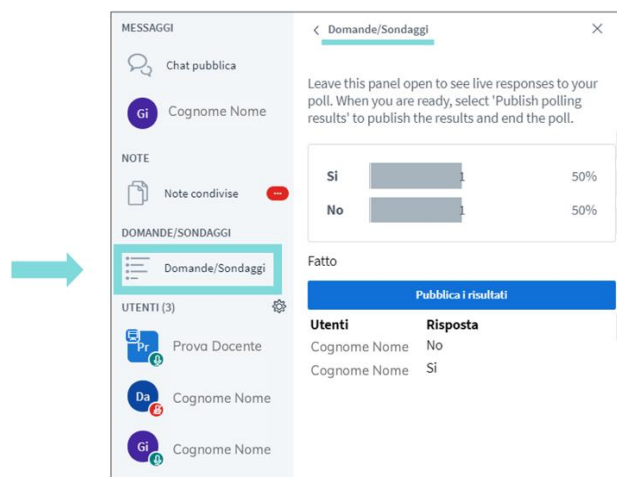 MESSAGGI
Chat pubblica
Gi Cognome Nome
NOTE
Note condivise
DOMANDE/SONDAGGI
Domande/Sondaggi
UTENTI (3)
Pr Prova Docente
Da Cognome Nome
Gi Cognome Nome
Domande/Sondaggi
Leave this panel open to see live responses to your
poll. When you are ready, select 'Publish polling
results' to publish the results and end the poll.
Si 1 50%
No 1 50%
Fatto
Pubblica i risultati
Utenti Risposta
Cognome Nome No
Cognome Nome Si